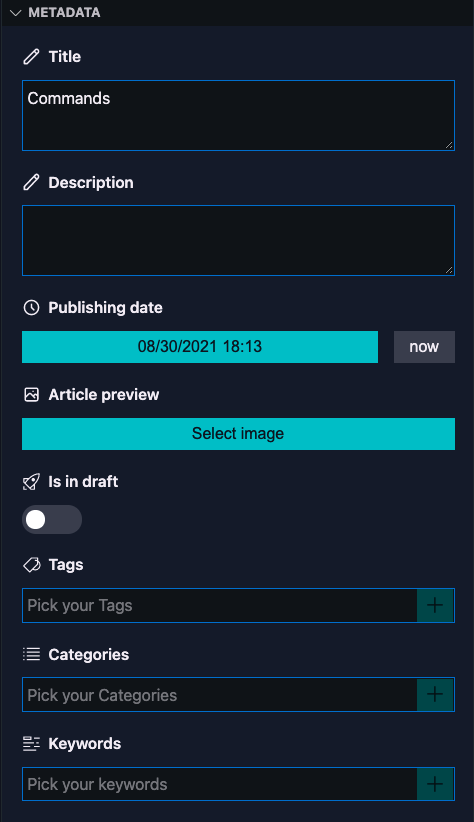 METADATA
Title
Commands
Description
Publishing date
08/30/2021 18:13
now
Article preview
Select image
Is in draft
Tags
Pick your Tags
Categories
Pick your Categories
Keywords
Pick your keywords